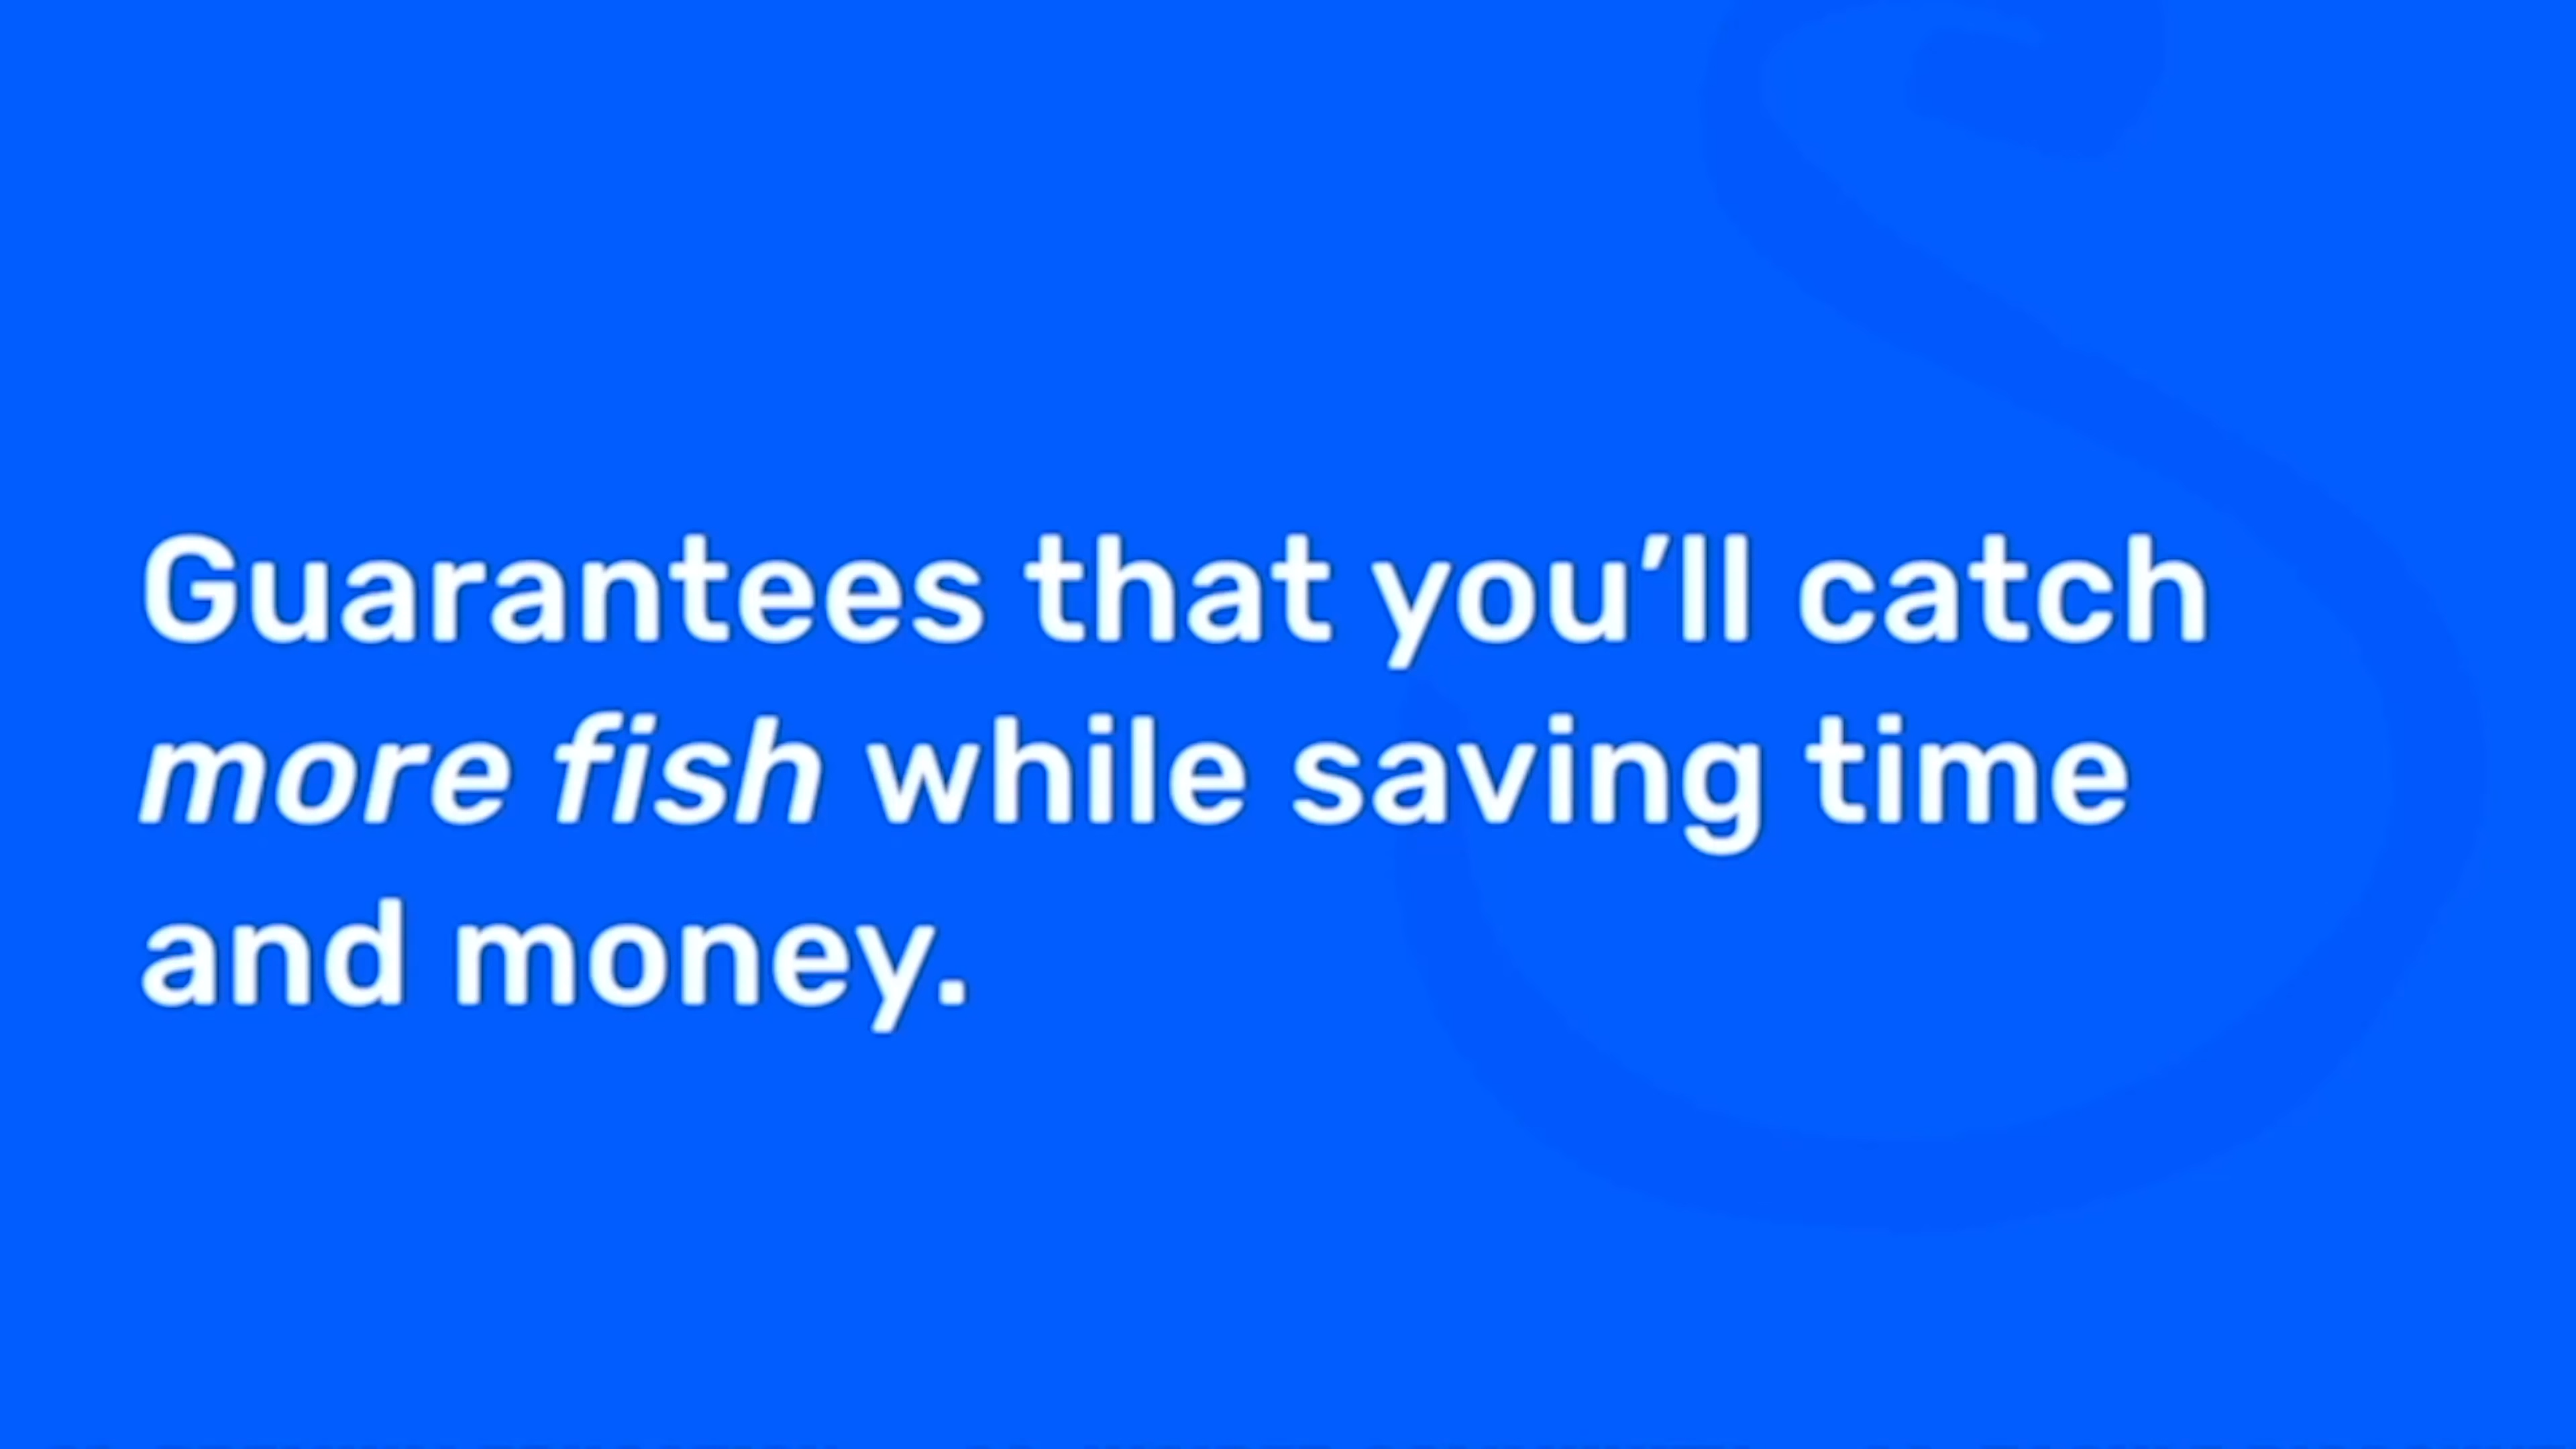 Guarantees that you’ll catch
more fish while saving time
and money.